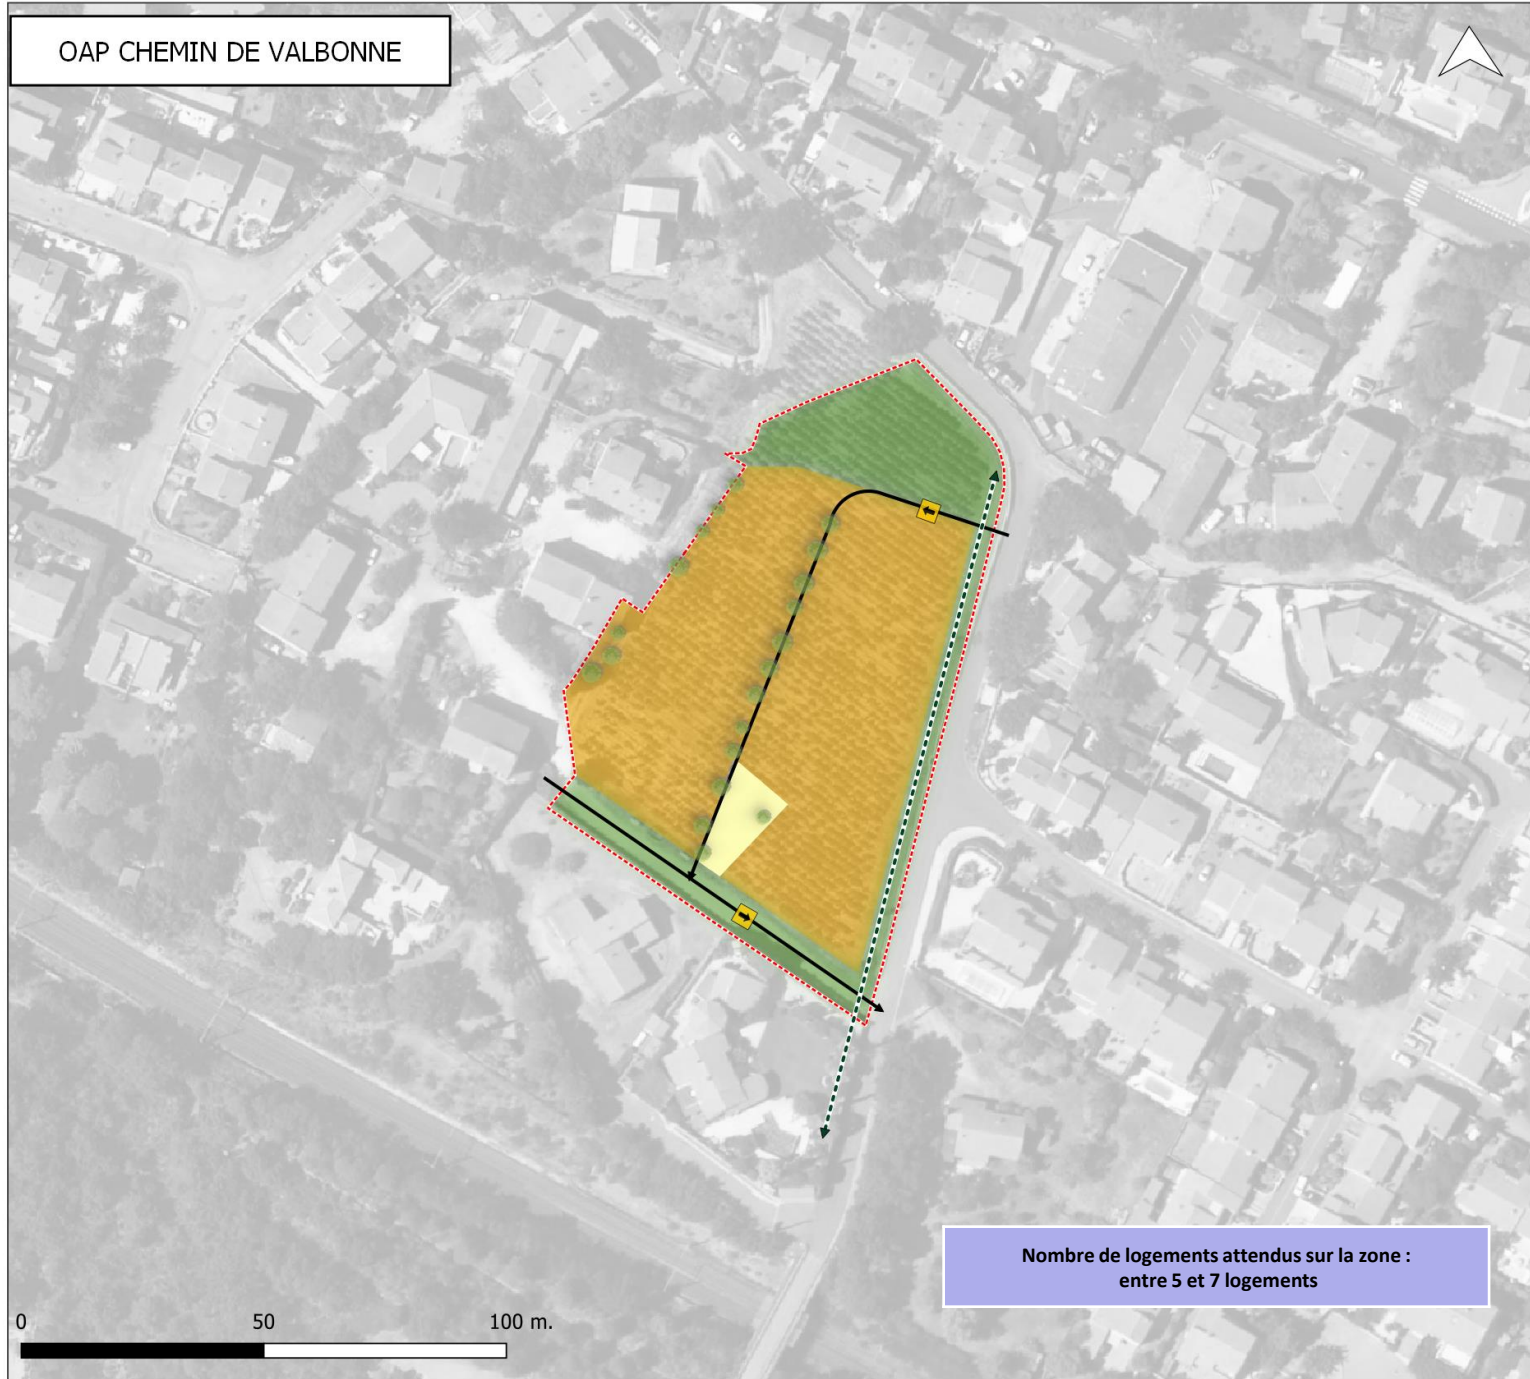 OAP CHEMIN DE VALBONNE
Nombre de logements attendus sur la zone :
entre 5 et 7 logements
0 50 100 m.